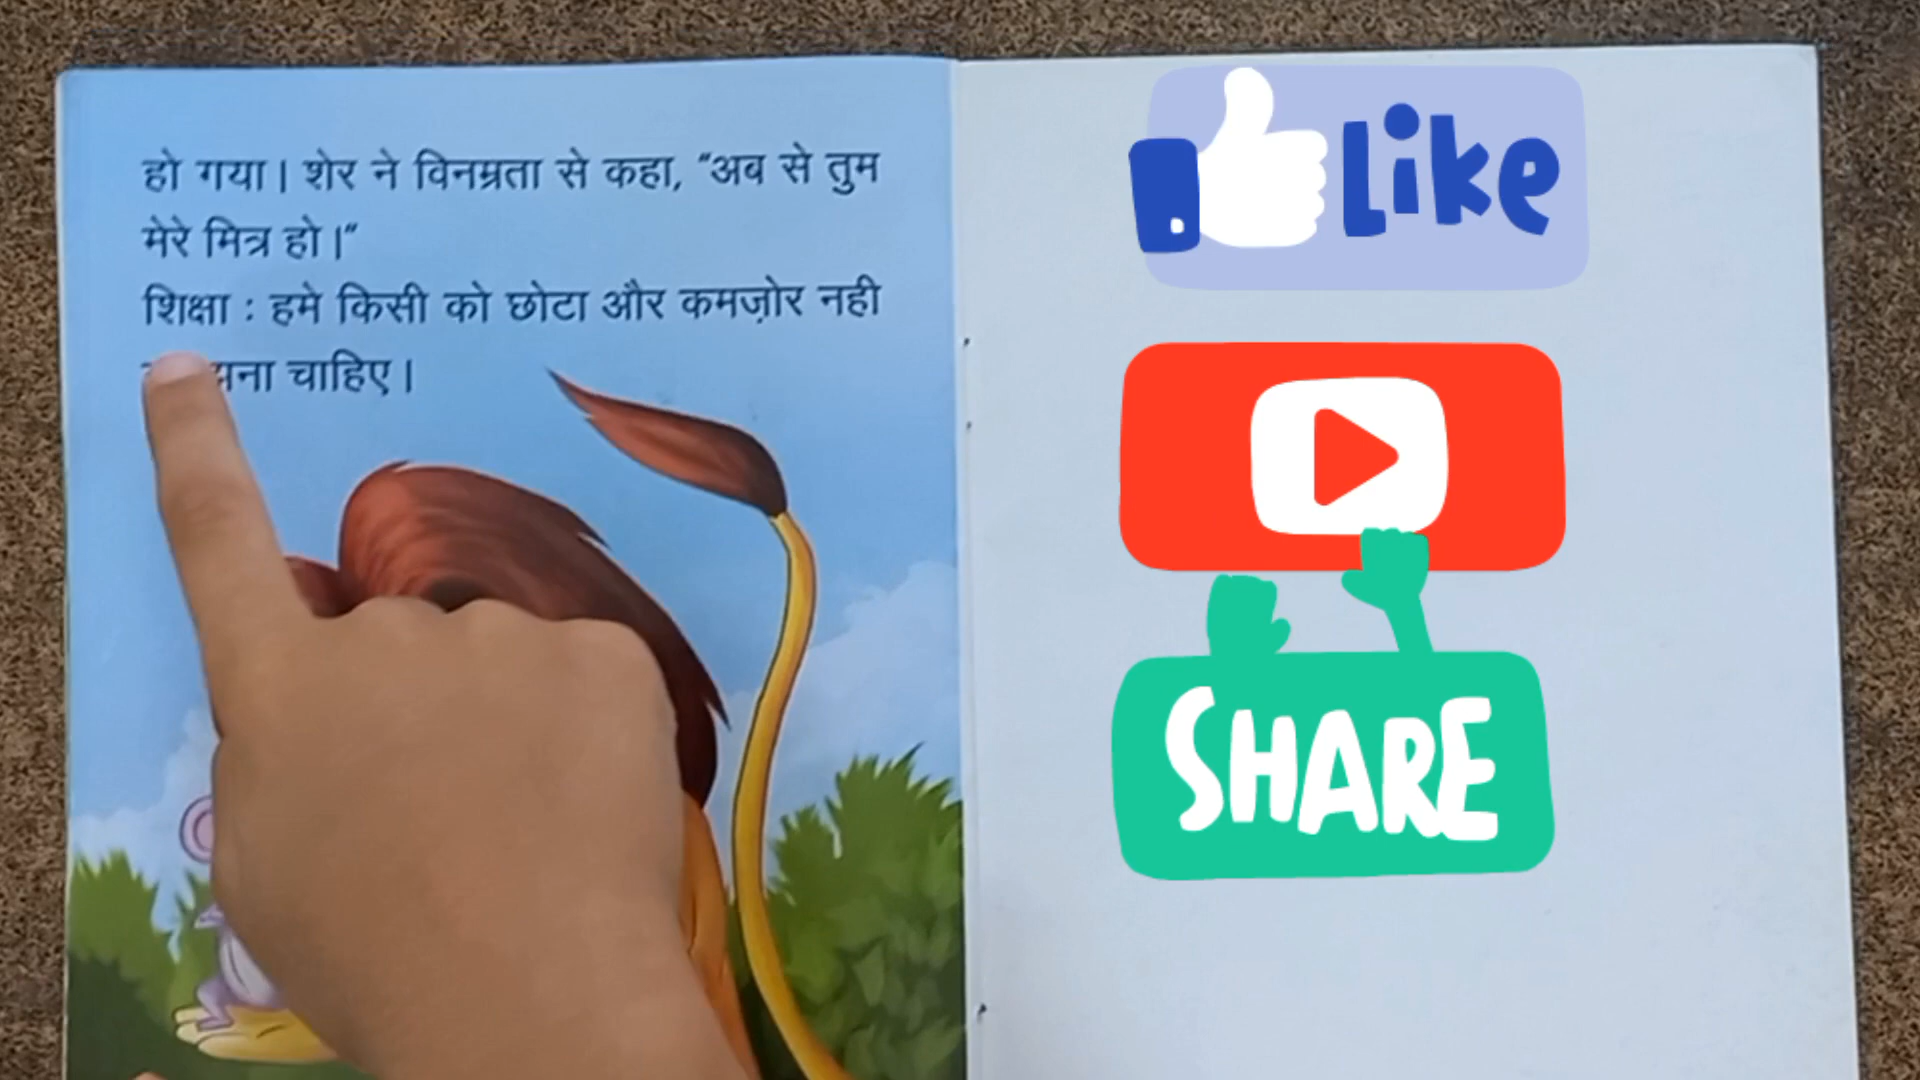 हो गया। शेर ने विनम्रता से कहा, “अब से तुम
मेरे मित्र हो।”
शिक्षा : हमे किसी को छोटा और कमज़ोर नही
चाहिए।
Like
SHARE